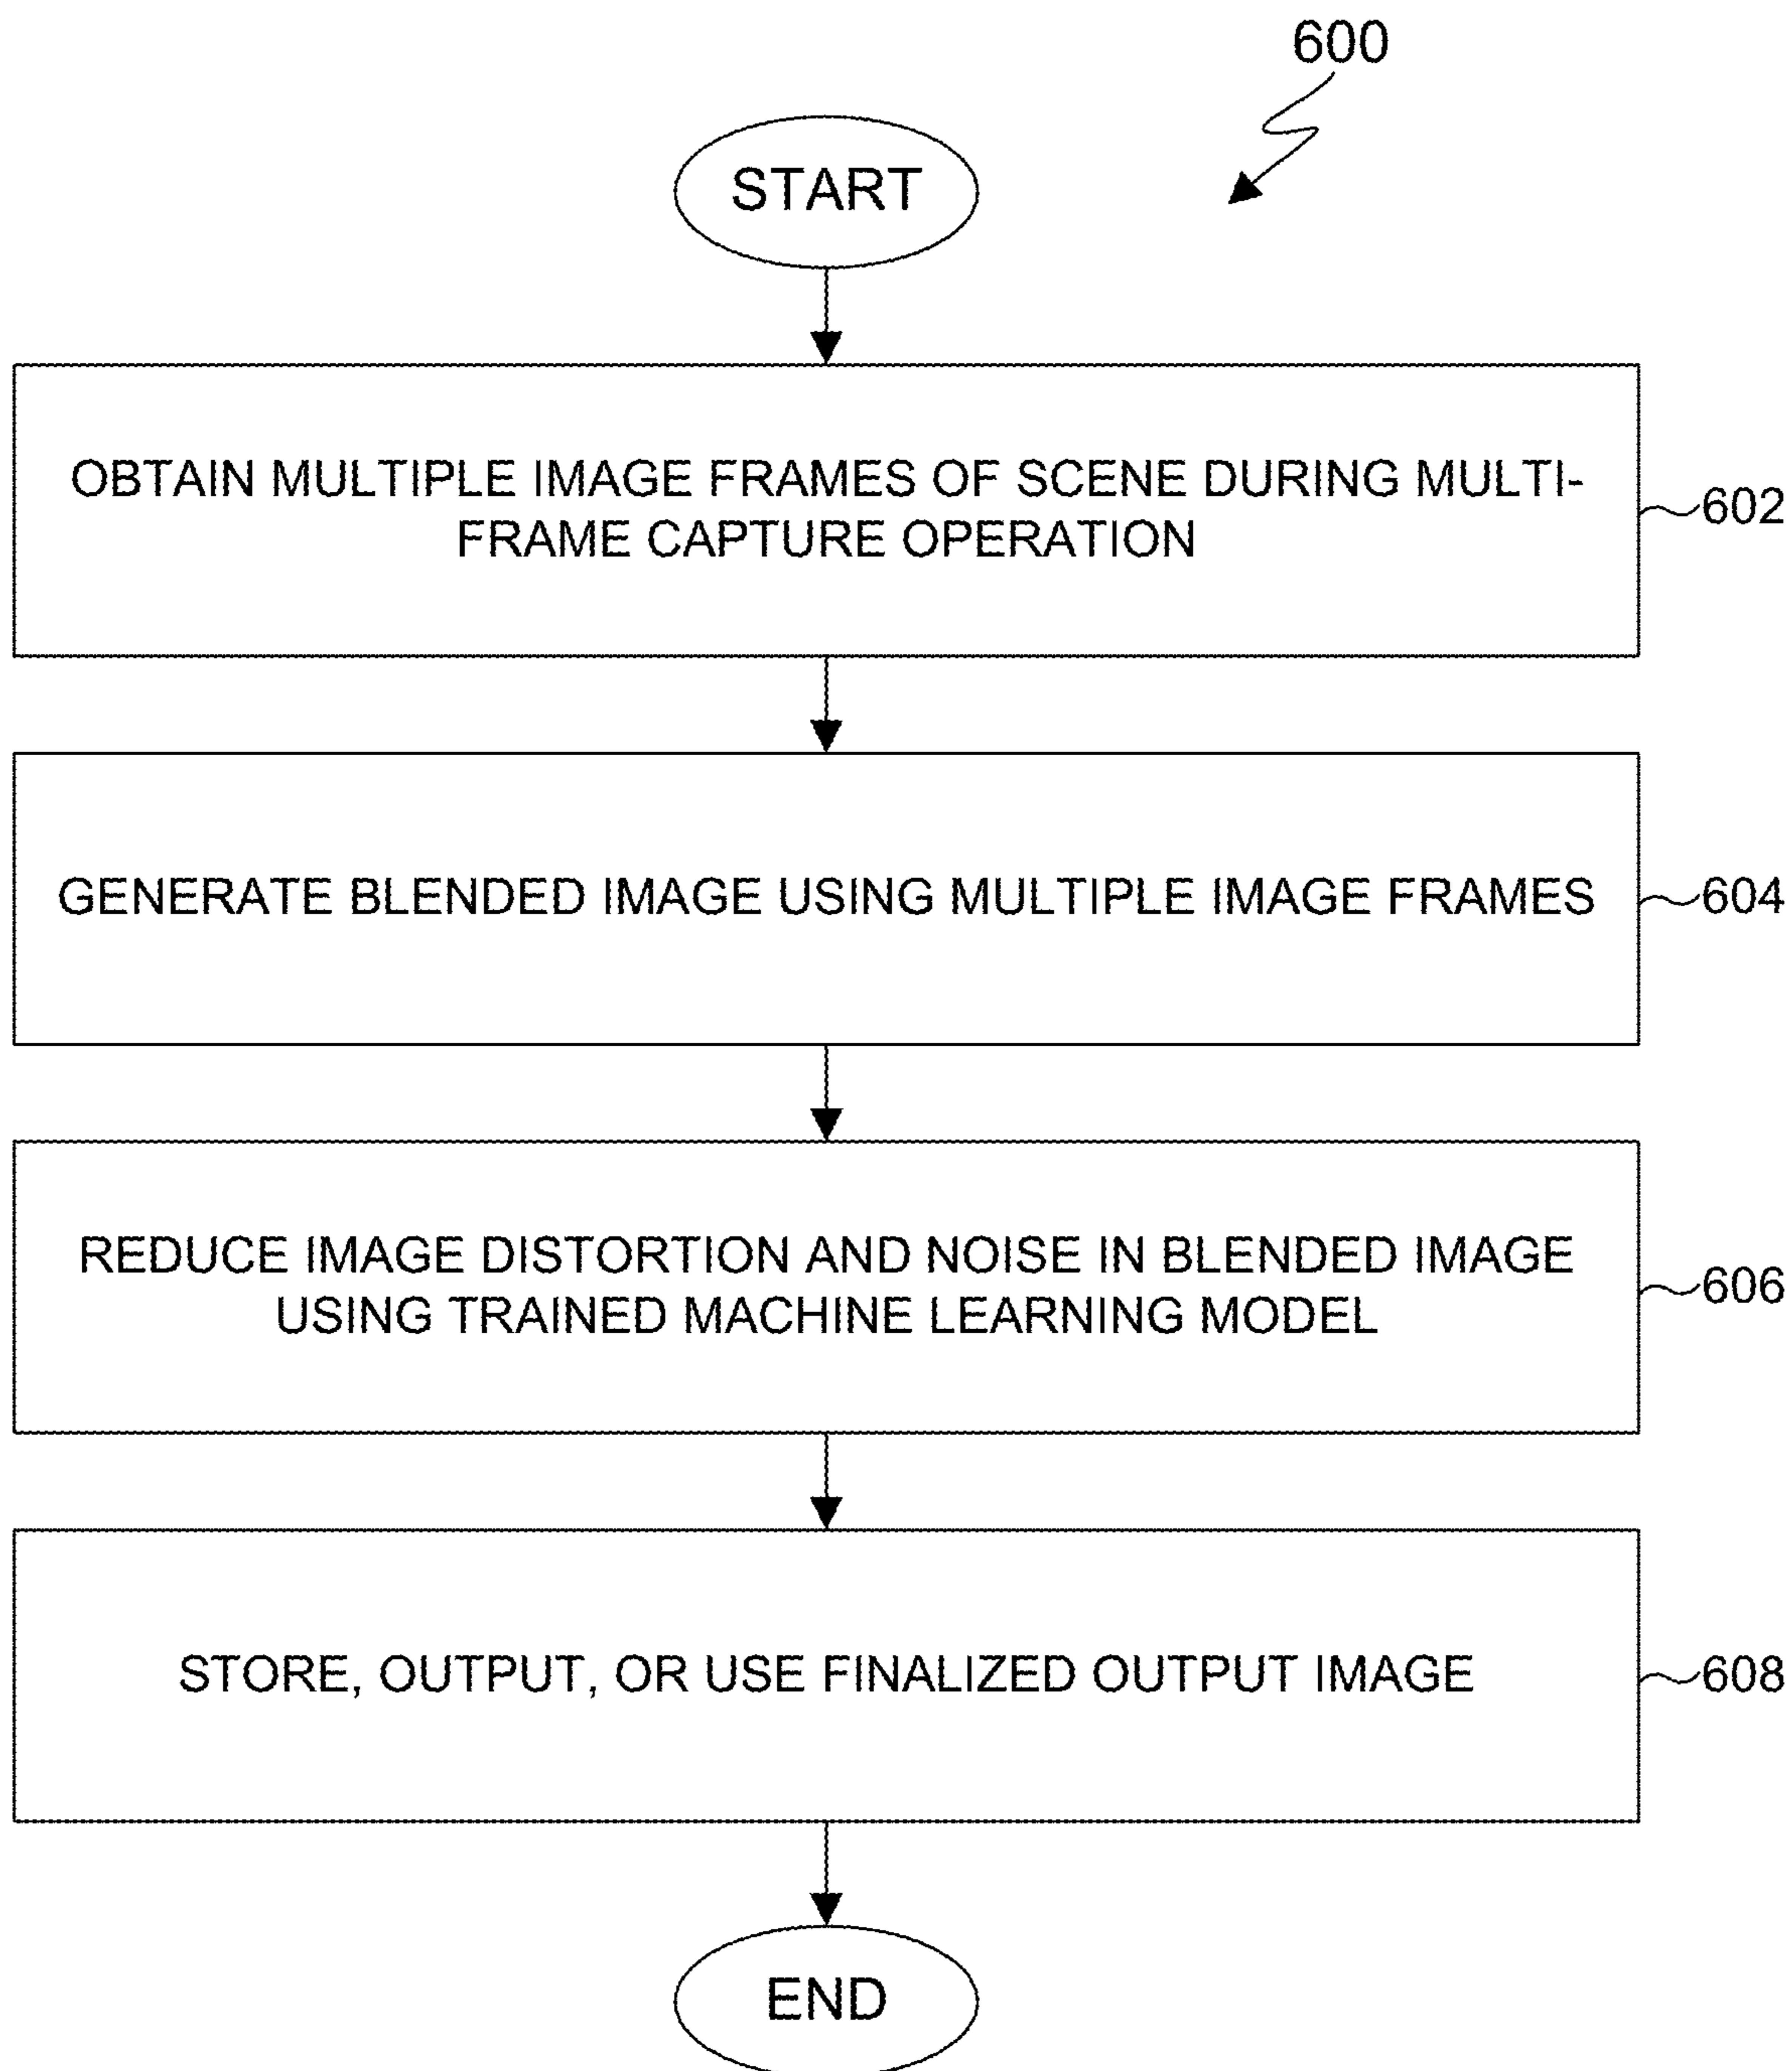 600
START
OBTAIN MULTIPLE IMAGE FRAMES OF SCENE DURING MULTI-
FRAME CAPTURE OPERATION
602
GENERATE BLENDED IMAGE USING MULTIPLE IMAGE FRAMES
604
REDUCE IMAGE DISTORTION AND NOISE IN BLENDED IMAGE
USING TRAINED MACHINE LEARNING MODEL
606
STORE, OUTPUT, OR USE FINALIZED OUTPUT IMAGE
608
END